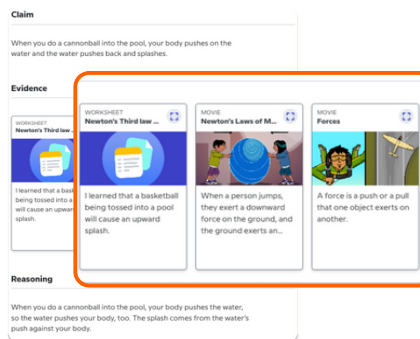 Claim
When you do a cannonball into the pool, your body pushes on the
water and the water pushes back and splashes.
Evidence
WORKSHEET
Newton's Third law
I learned that a bask
being tossed into a
will cause an upwar
splash.
WORKSHEET
Newton's Third law ...
I learned that a basketball
being tossed into a pool
will cause an upward
splash.
MOVIE
Newton's Laws of M...
When a person jumps,
they exert a downward
force on the ground, and
the ground exerts an...
MOVIE
Forces
A force is a push or a pull
that one object exerts on
another.
Reasoning
When you do a cannonball into the pool, your body pushes the water,
so the water pushes your body, too. The splash comes from the water's
push against your body.